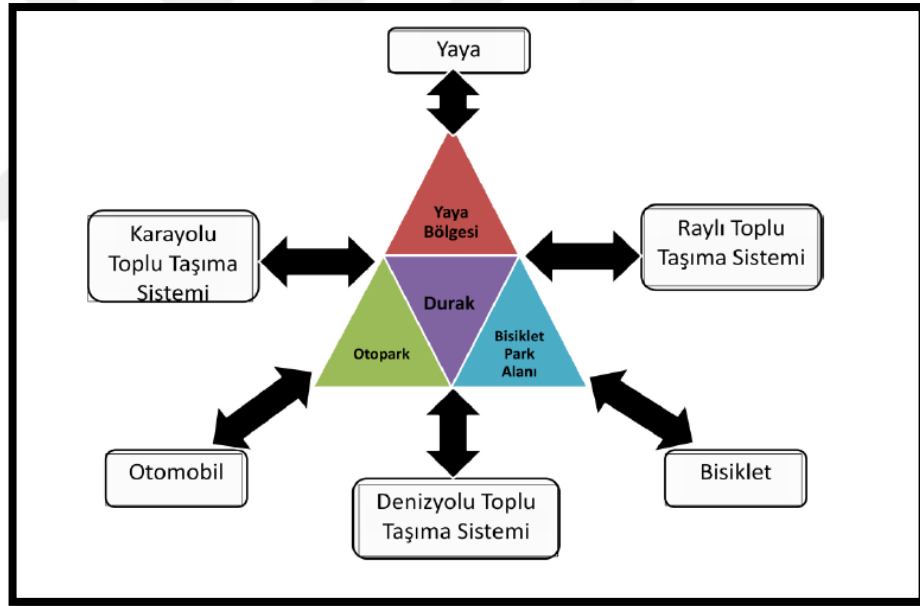 Yaya
Yaya
Bölgesi
Karayolu
Toplu Taşıma
Sistemi
Raylı Toplu
Taşıma Sistemi
Durak
Otopark
Bisiklet
Park
Alanı
Otomobil
Denizyolu Toplu
Taşıma Sistemi
Bisiklet